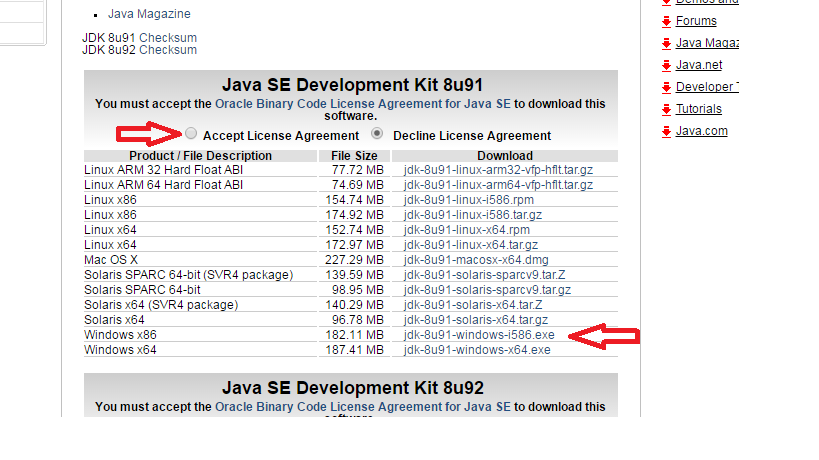 Java Magazine
JDK 8u91 Checksum
JDK 8u92 Checksum
Java SE Development Kit 8u91
You must accept the Oracle Binary Code License Agreement for Java SE to download this
software.
Accept License Agreement Decline License Agreement
Product / File Description File Size Download
Linux ARM 32 Hard Float ABI 77.72 MB jdk-8u91-linux-arm32-vfp-hflt.tar.gz
Linux ARM 64 Hard Float ABI 74.69 MB jdk-8u91-linux-arm64-vfp-hflt.tar.gz
Linux x86 154.74 MB jdk-8u91-linux-i586.rpm
Linux x86 174.92 MB jdk-8u91-linux-i586.tar.gz
Linux x64 152.74 MB jdk-8u91-linux-x64.rpm
Linux x64 172.97 MB jdk-8u91-linux-x64.tar.gz
Mac OS X 227.29 MB jdk-8u91-macosx-x64.dmg
Solaris SPARC 64-bit (SVR4 package) 139.59 MB jdk-8u91-solaris-sparcv9.tar.Z
Solaris SPARC 64-bit 98.95 MB jdk-8u91-solaris-sparcv9.tar.gz
Solaris x64 (SVR4 package) 140.29 MB jdk-8u91-solaris-x64.tar.Z
Solaris x64 96.78 MB jdk-8u91-solaris-x64.tar.gz
Windows x86 182.11 MB jdk-8u91-windows-i586.exe
Windows x64 187.41 MB jdk-8u91-windows-x64.exe
Java SE Development Kit 8u92
You must accept the Oracle Binary Code License Agreement for Java SE to download this
Demos and
Forums
Java Magaz
Java.net
Developer T
Tutorials
Java.com